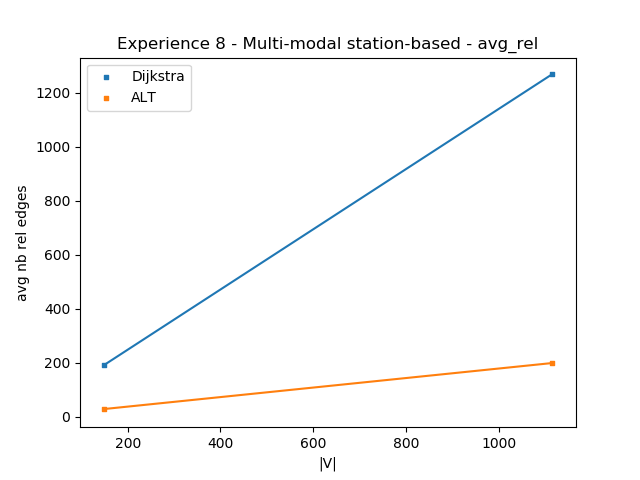 Experience 8 - Multi-modal station-based - avg_rel
Dijkstra
ALT
1200
1000
800
600
400
200
0
avg nb rel edges
200 400 600 800 1000
|V|